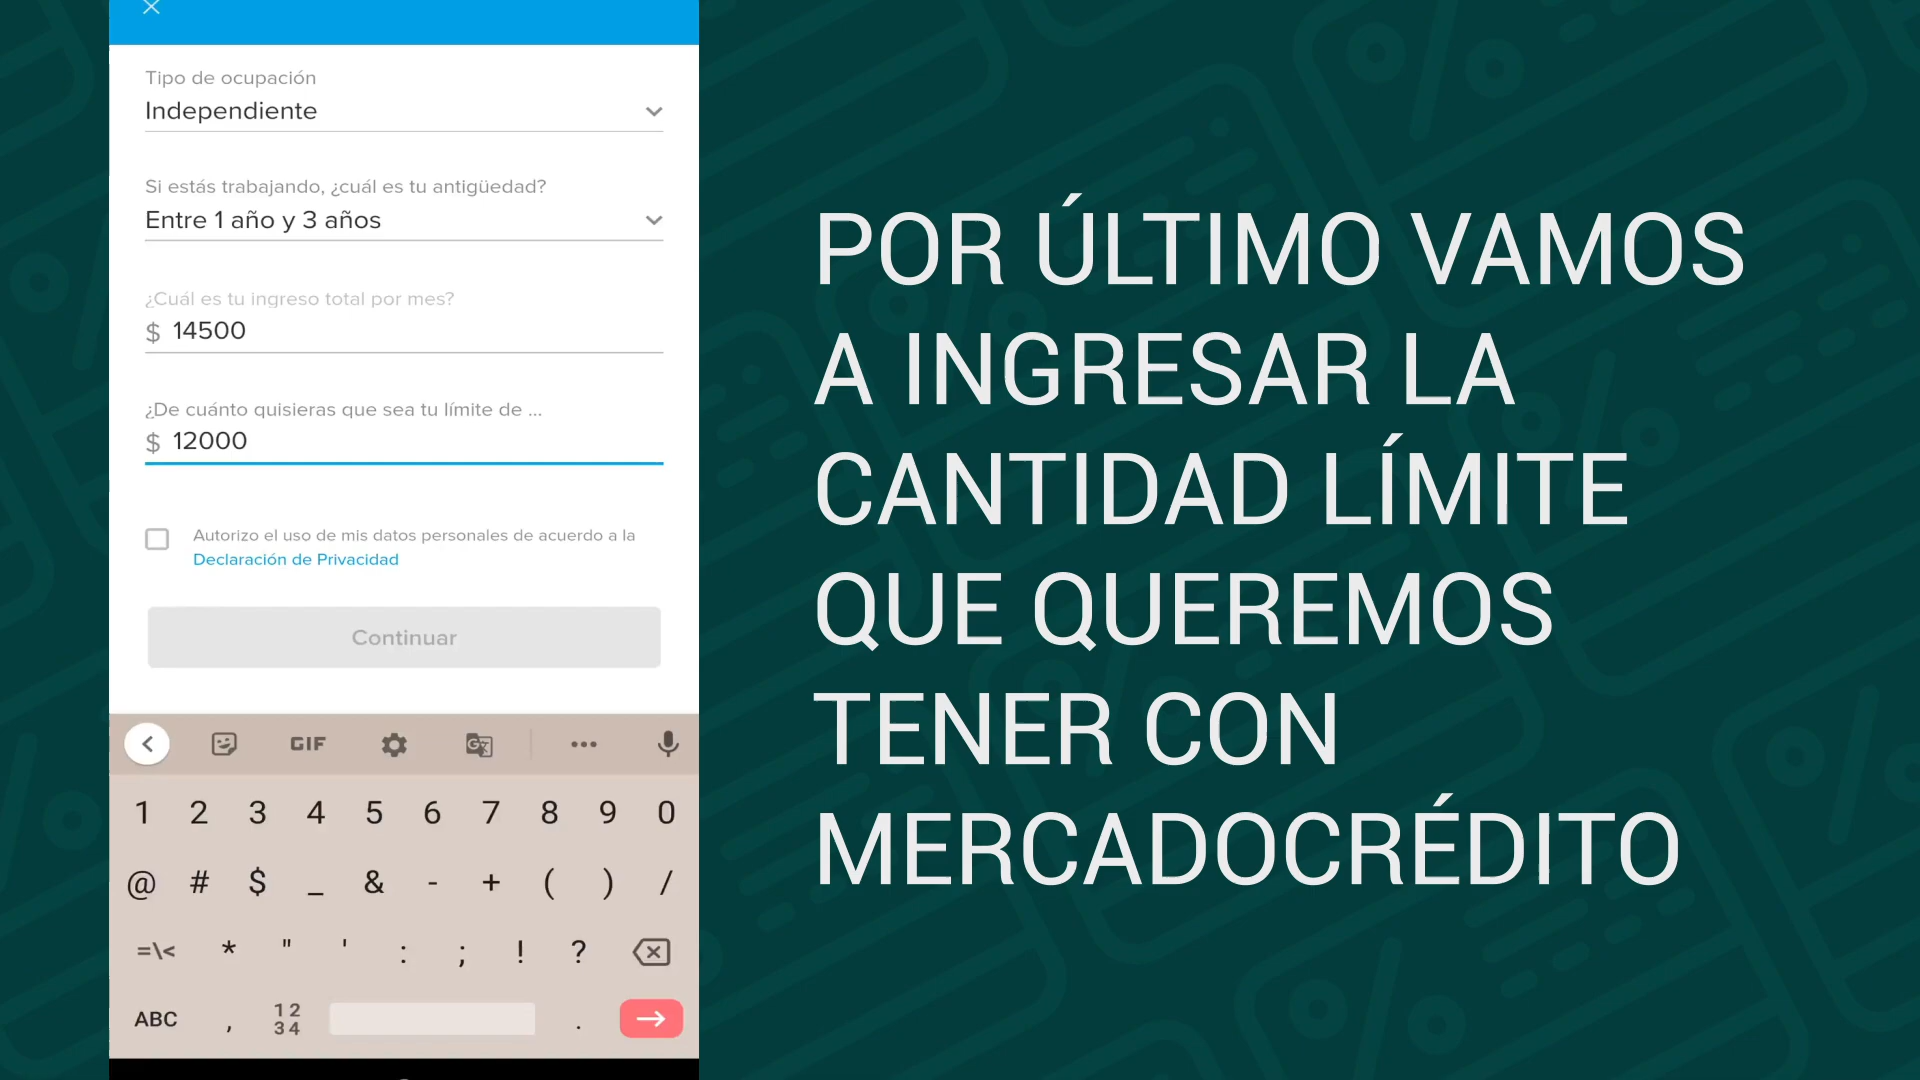 Tipo de ocupación
Independiente
Si estás trabajando, ¿cuál es tu antigüedad?
Entre 1 año y 3 años
¿Cuál es tu ingreso total por mes?
$ 14500
¿De cuánto quisieras que sea tu límite de ...
$ 12000
Autorizo el uso de mis datos personales de acuerdo a la
Declaración de Privacidad
Continuar
GIF
1 2 3 4 5 6 7 8 9 0
@ # $ _ & - + ( ) /
=\< * " ' : ; ! ?
ABC , 12 .
34
POR ÚLTIMO VAMOS
A INGRESAR LA
CANTIDAD LÍMITE
QUE QUEREMOS
TENER CON
MERCADOCRÉDITO